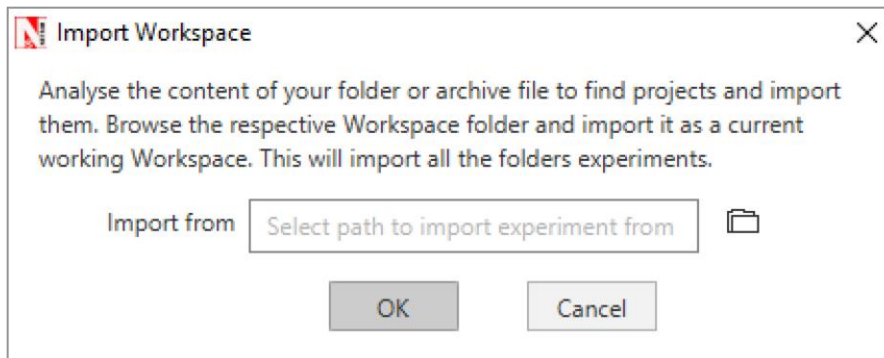 Import Workspace
Analyse the content of your folder or archive file to find projects and import
them. Browse the respective Workspace folder and import it as a current
working Workspace. This will import all the folders experiments.
Import from Select path to import experiment from
OK Cancel